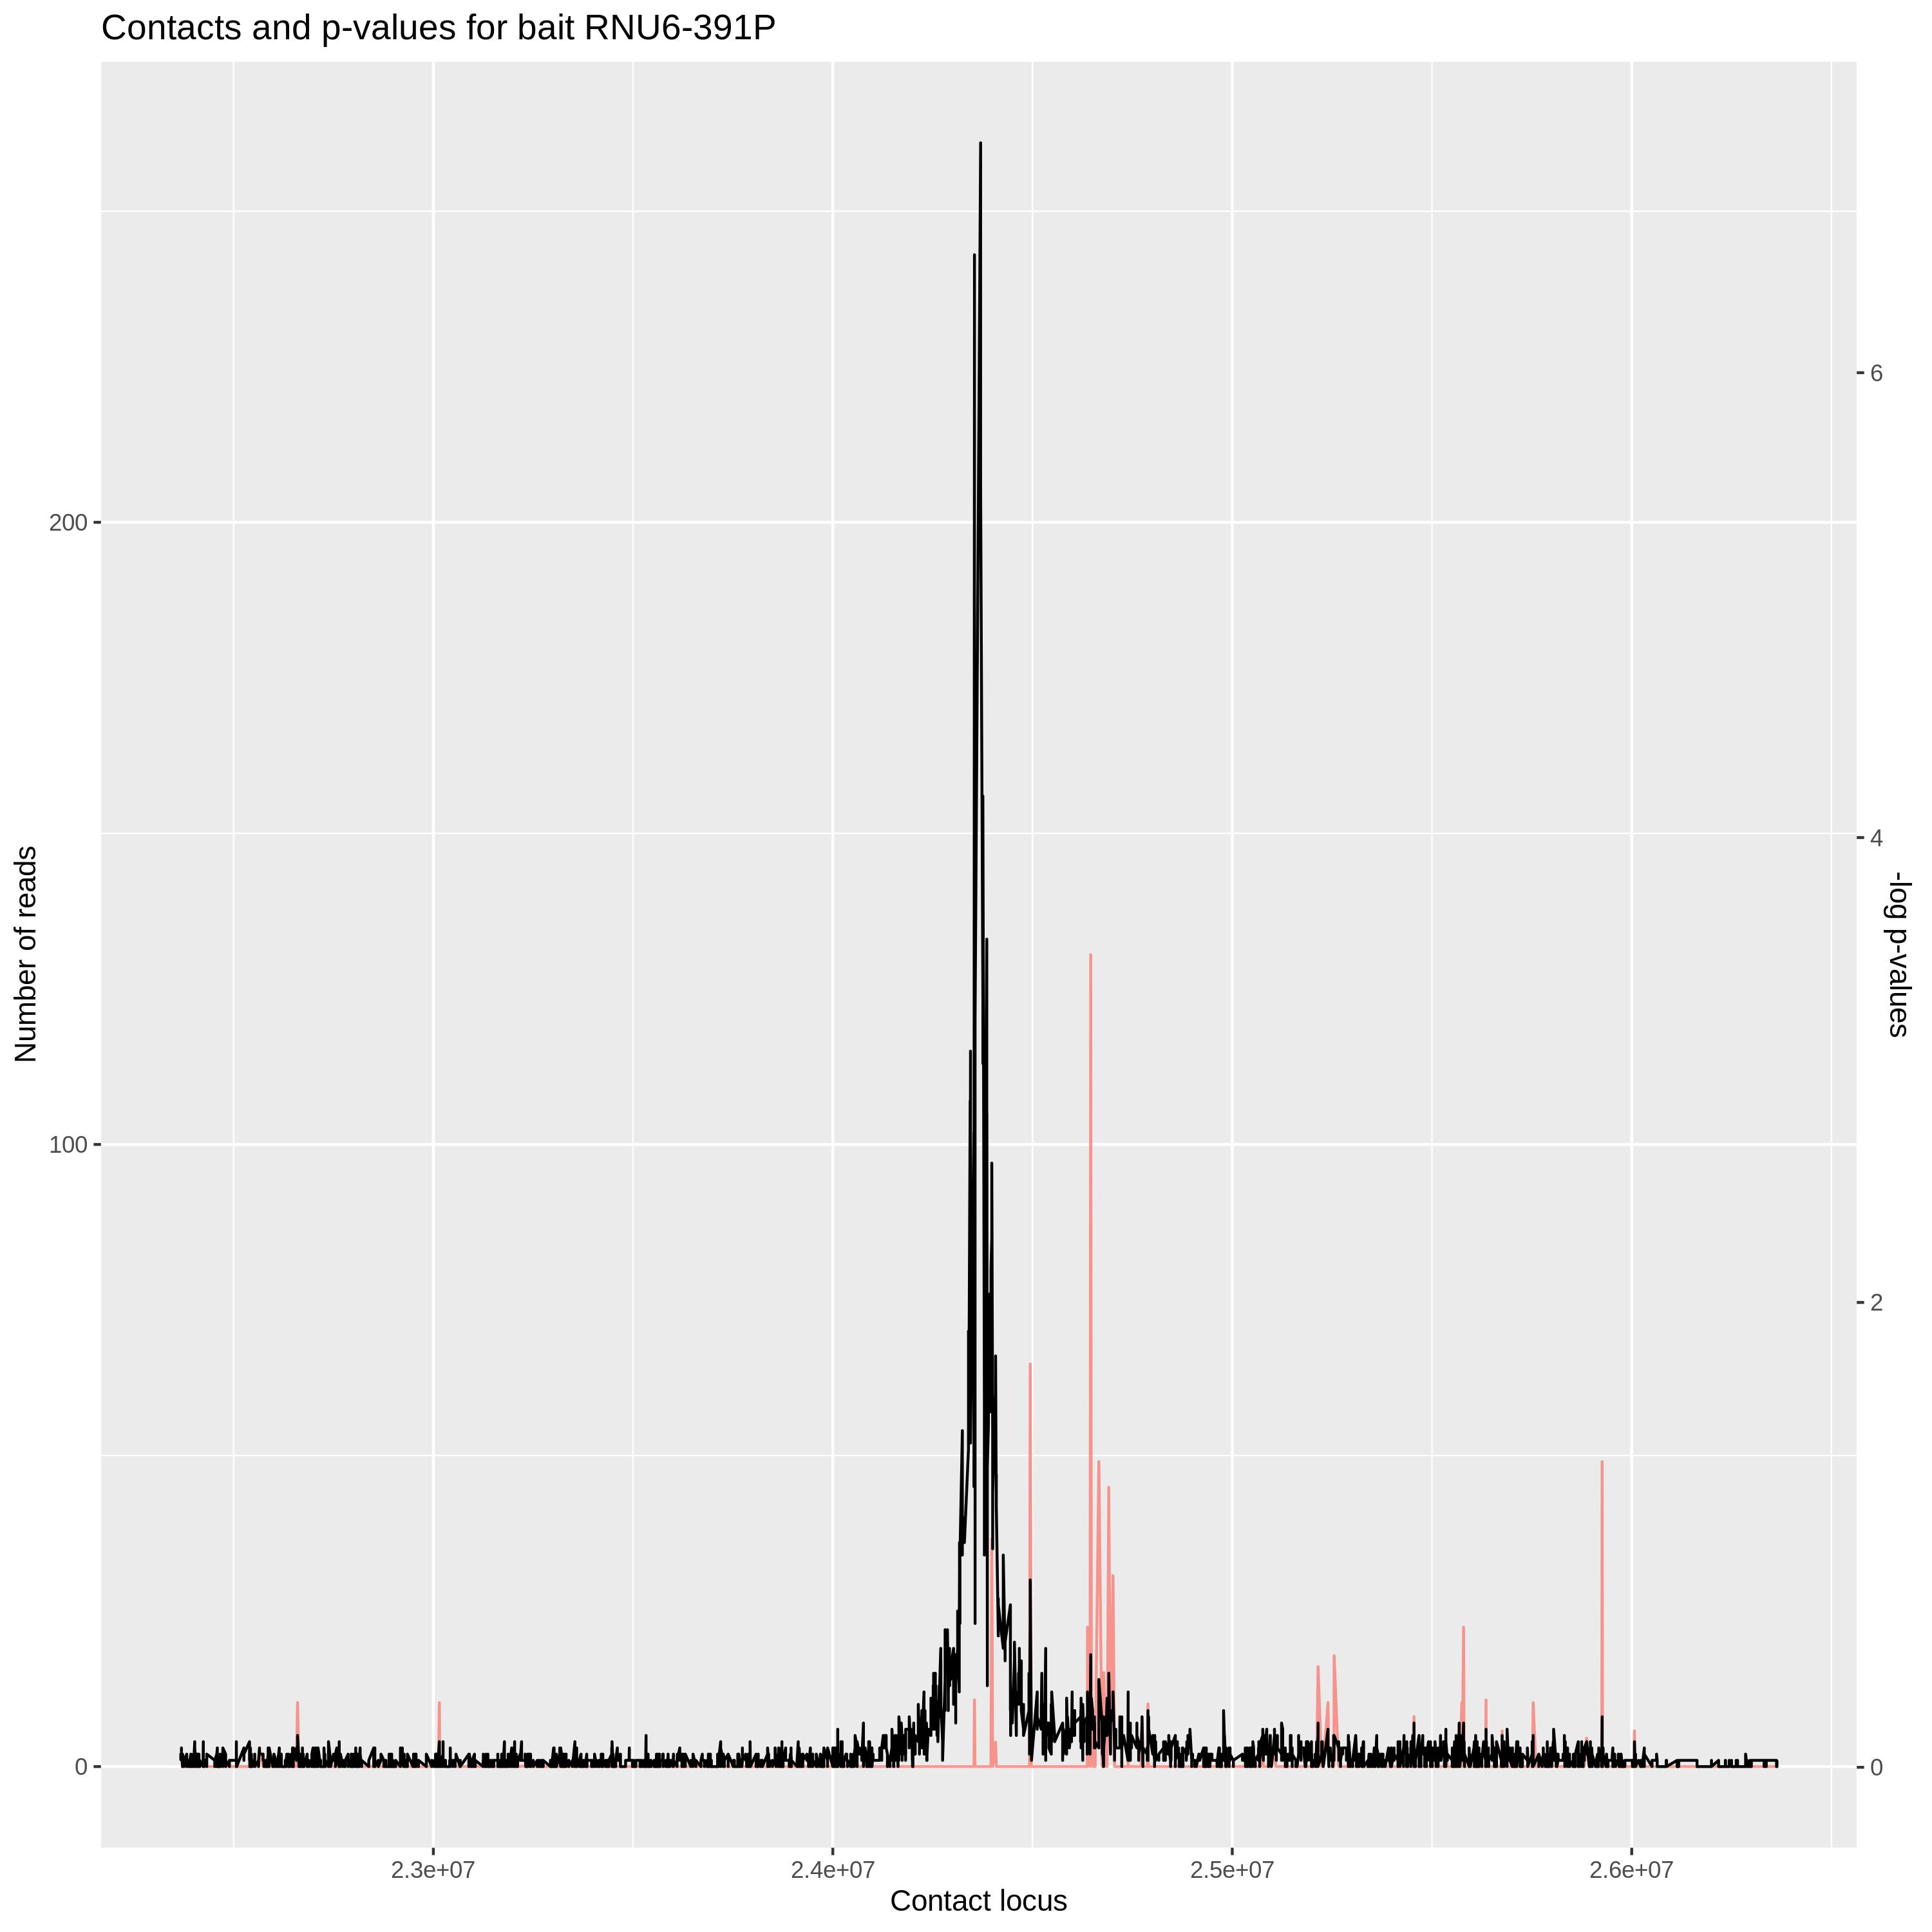 Contacts and p-values for bait RNU6-391P
Number of reads
200
100
0
6
4
2
0
-log p-values
2.3e+07
2.4e+07
2.5e+07
2.6e+07
Contact locus